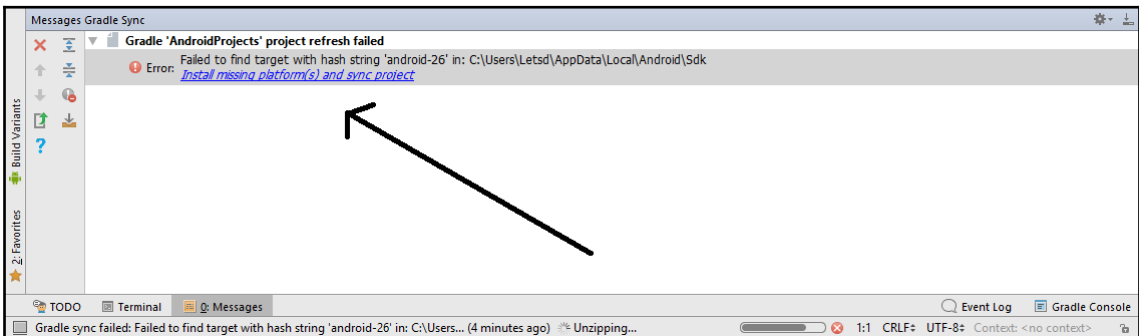 Messages Gradle Sync
Gradle 'AndroidProjects' project refresh failed
Error:
Failed to find target with hash string 'android-26' in: C:\Users\Letsd\AppData\Local\Android\Sdk
Install missing platform(s) and sync project
Build Variants
2: Favorites
TODO
Terminal
0: Messages
Event Log
Gradle Console
Gradle sync failed: Failed to find target with hash string 'android-26' in: C:\Users... (4 minutes ago)
Unzipping...
1:1
CRLF
UTF-8
Context: <no context>